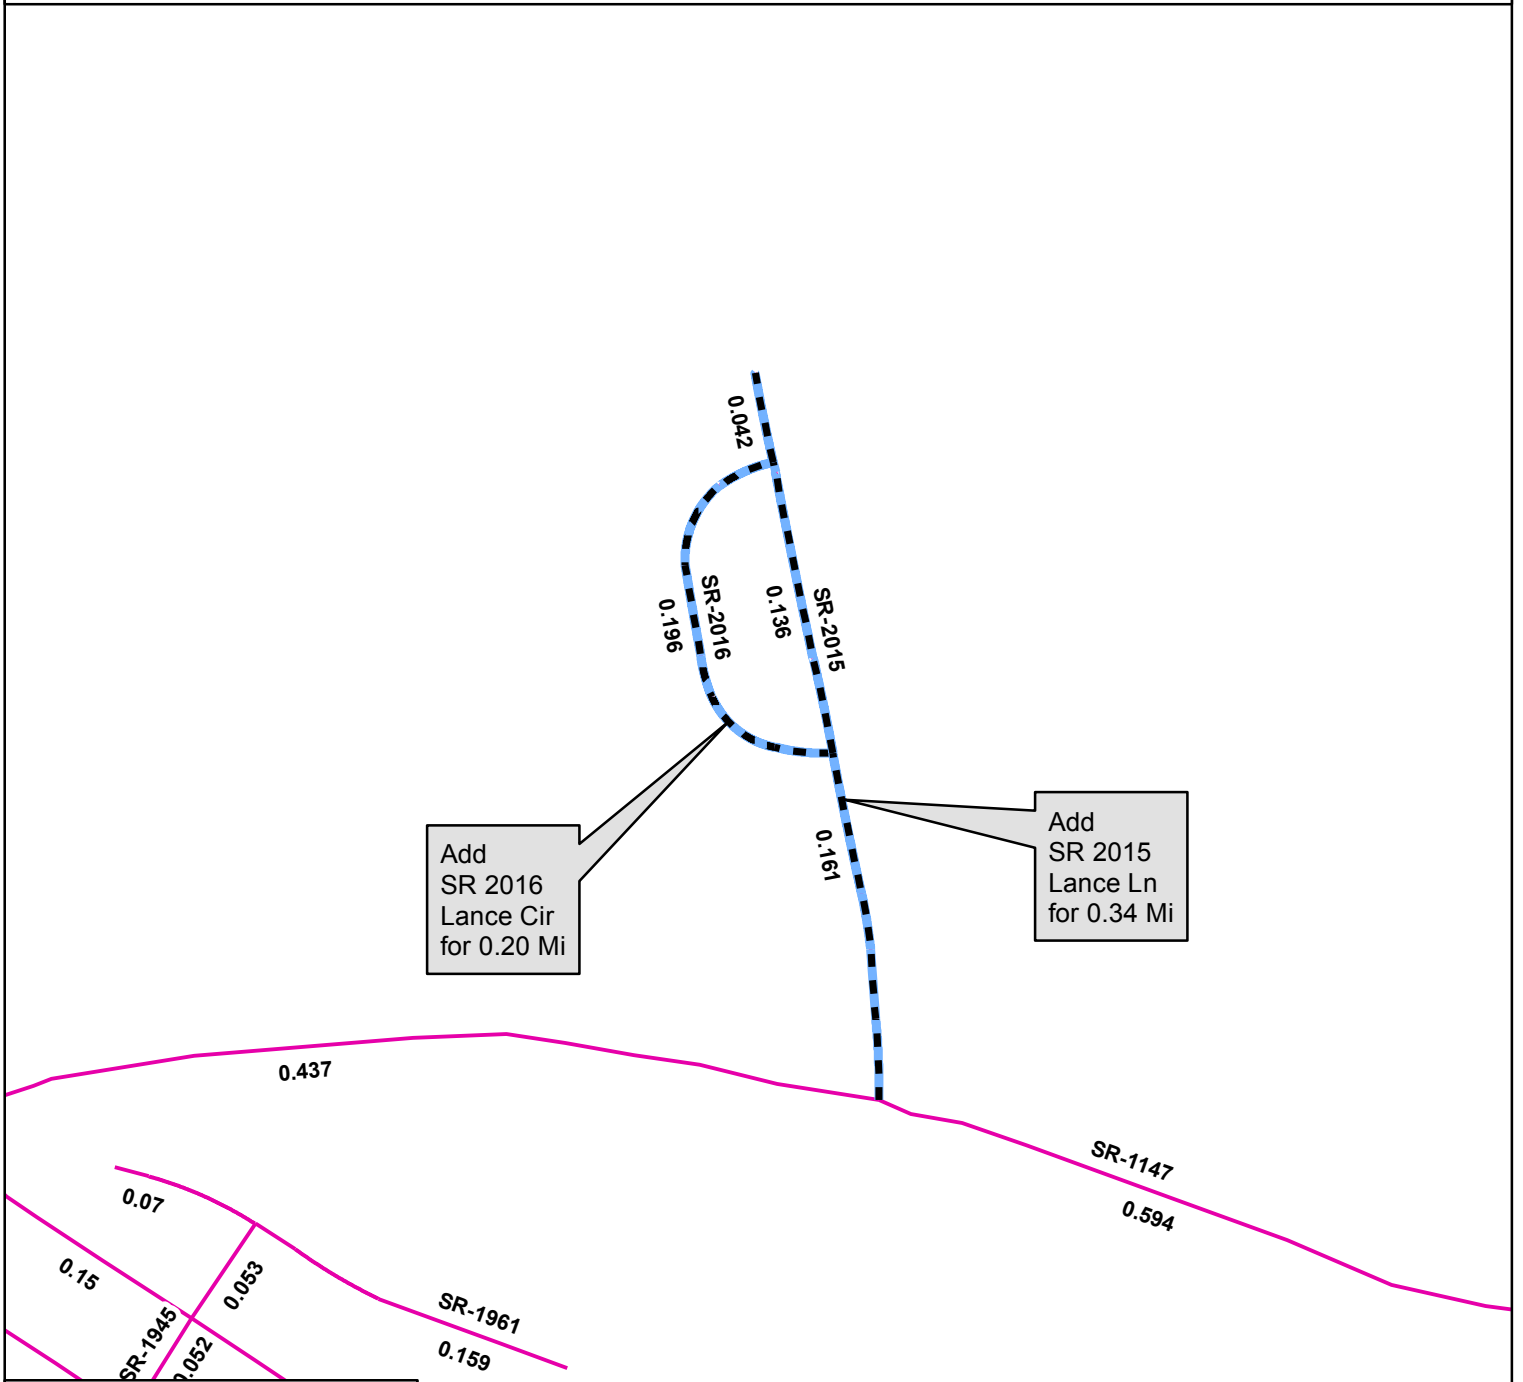 0.042
SR-2015
0.136
SR-2016
0.196
0.161
Add
SR 2015
Lance Ln
for 0.34 Mi
Add
SR 2016
Lance Cir
for 0.20 Mi
0.437
SR-1147
0.594
0.07
0.15
0.053
SR-1945
0.052
SR-1961
0.159